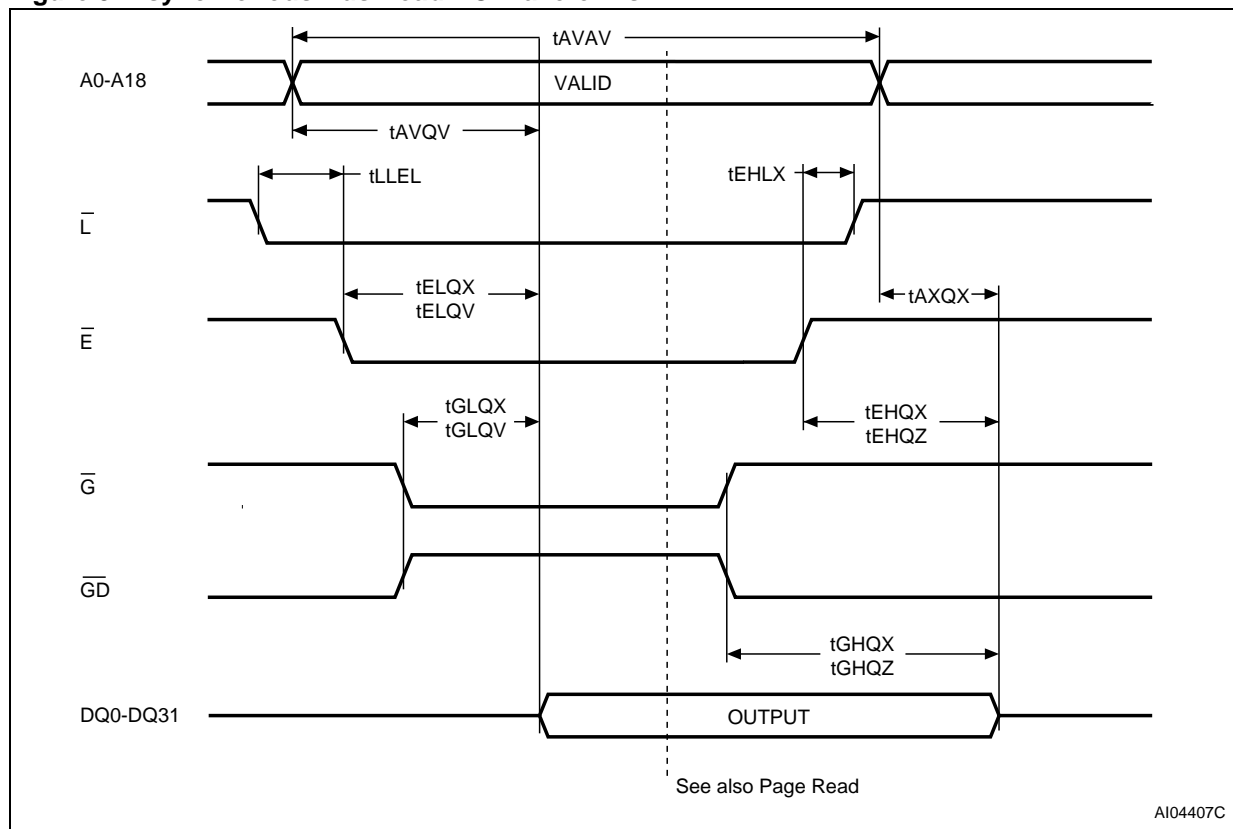 tAVAV
A0-A18
VALID
tAVQV
tLLEL
tEHLX
L̅
tELQX
tELQV
tAXQX
E̅
tGLQX
tGLQV
tEHQX
tEHQZ
G̅
G̅D̅
tGHQX
tGHQZ
DQ0-DQ31
OUTPUT
See also Page Read
AI04407C